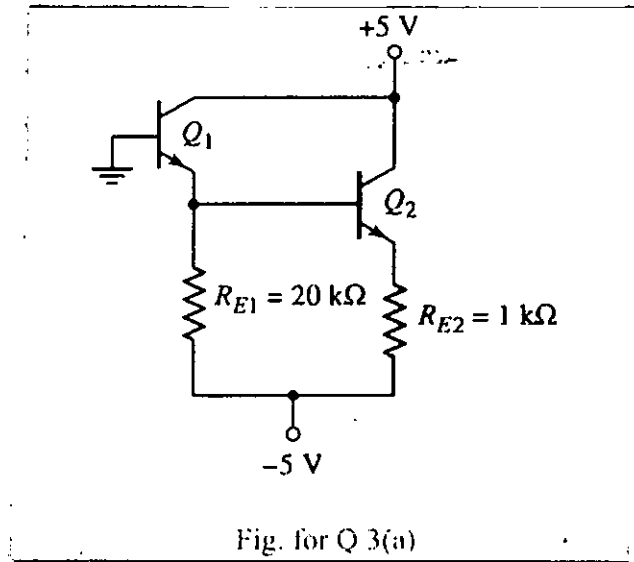 +5 V
Q1
Q2
RE1 = 20 kΩ
RE2 = 1 kΩ
−5 V
Fig. for Q 3(a)